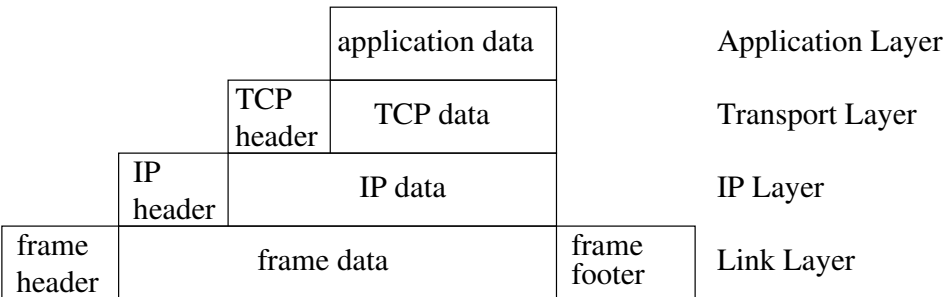 application data Application Layer
TCP header TCP data Transport Layer
IP header IP data IP Layer
frame header frame data frame footer Link Layer